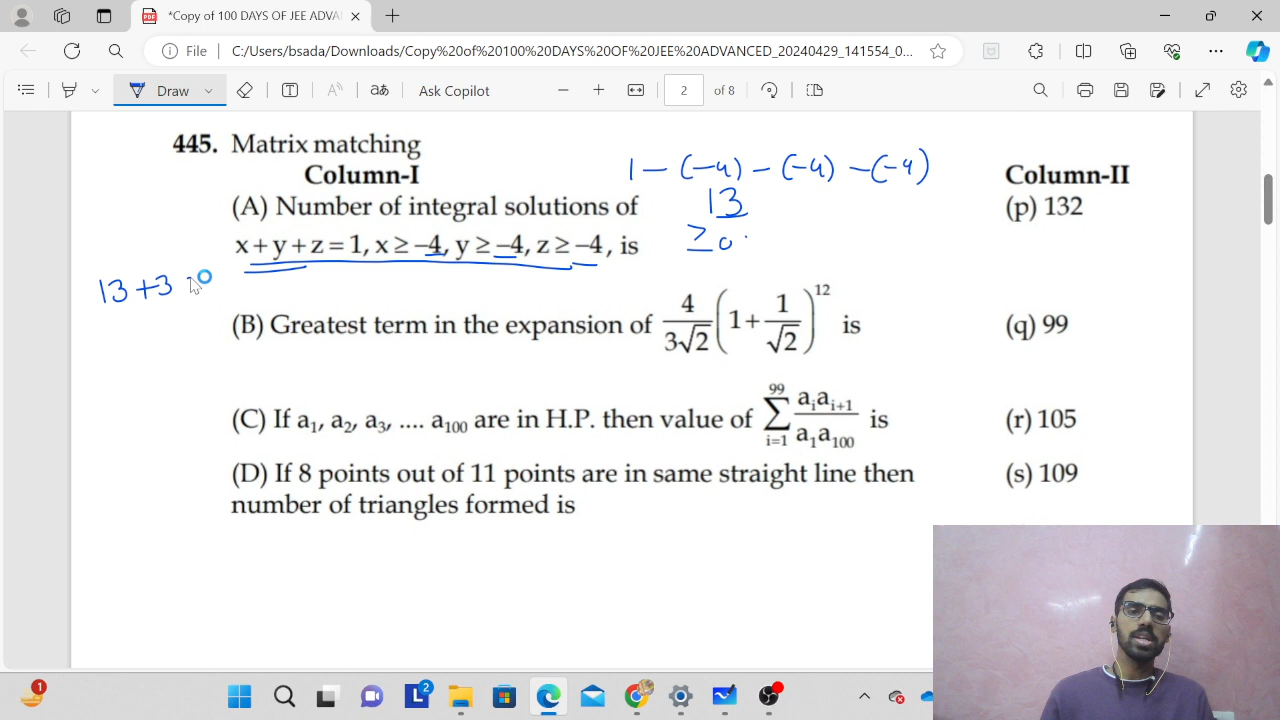 *Copy of 100 DAYS OF JEE ADVA
File C:/Users/bsada/Downloads/Copy%20of%20100%20DAYS%20OF%20JEE%20ADVANCED_20240429_141554_0...
Draw aあ Ask Copilot 2 of 8
445. Matrix matching
Column-I Column-II
1 – (–4) – (–4) – (–4)
(A) Number of integral solutions of (p) 132
13
x + y + z = 1, x ≥ –4, y ≥ –4, z ≥ –4, is
≥ 0
13 + 3
(B) Greatest term in the expansion of 4/(3√2) (1 + 1/√2)^12 is (q) 99
(C) If a₁, a₂, a₃, .... a₁₀₀ are in H.P. then value of ∑_{i=1}^{99} (aᵢaᵢ₊₁)/(a₁a₁₀₀) is (r) 105
(D) If 8 points out of 11 points are in same straight line then (s) 109
number of triangles formed is
1
2